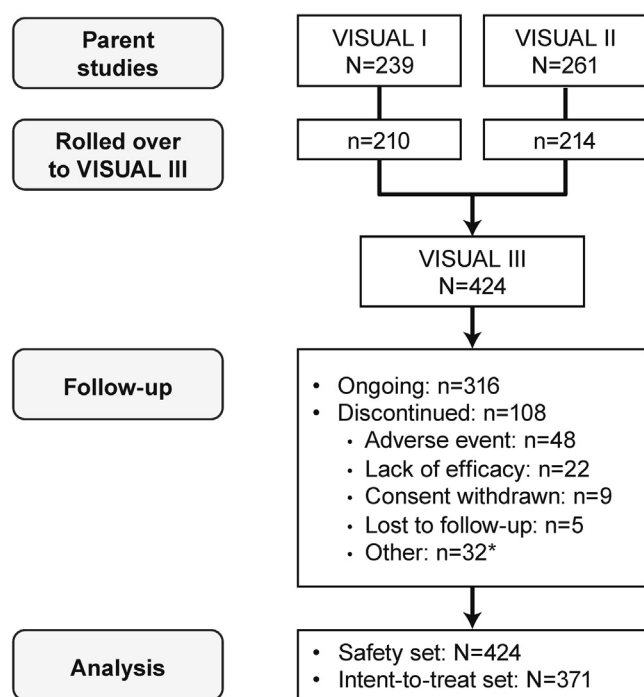 Parent
studies
VISUAL I
N=239
VISUAL II
N=261
Rolled over
to VISUAL III
n=210
n=214
VISUAL III
N=424
Follow-up
• Ongoing: n=316
• Discontinued: n=108
• Adverse event: n=48
• Lack of efficacy: n=22
• Consent withdrawn: n=9
• Lost to follow-up: n=5
• Other: n=32*
Analysis
• Safety set: N=424
• Intent-to-treat set: N=371